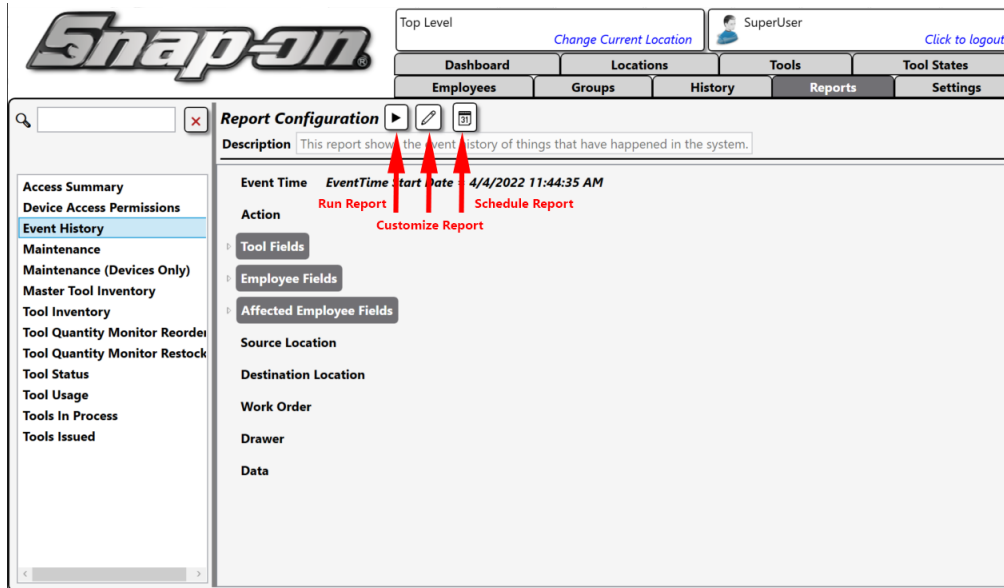 Snap-on®
Top Level
Change Current Location
SuperUser
Click to logout
Dashboard
Locations
Tools
Tool States
Employees
Groups
History
Reports
Settings
Report Configuration
31
Description This report shows the event history of things that have happened in the system.
Access Summary
Device Access Permissions
Event History
Maintenance
Maintenance (Devices Only)
Master Tool Inventory
Tool Inventory
Tool Quantity Monitor Reorder
Tool Quantity Monitor Restock
Tool Status
Tool Usage
Tools In Process
Tools Issued
Event Time EventTime Start Date = 4/4/2022 11:44:35 AM
Run Report
Schedule Report
Customize Report
Action
Tool Fields
Employee Fields
Affected Employee Fields
Source Location
Destination Location
Work Order
Drawer
Data